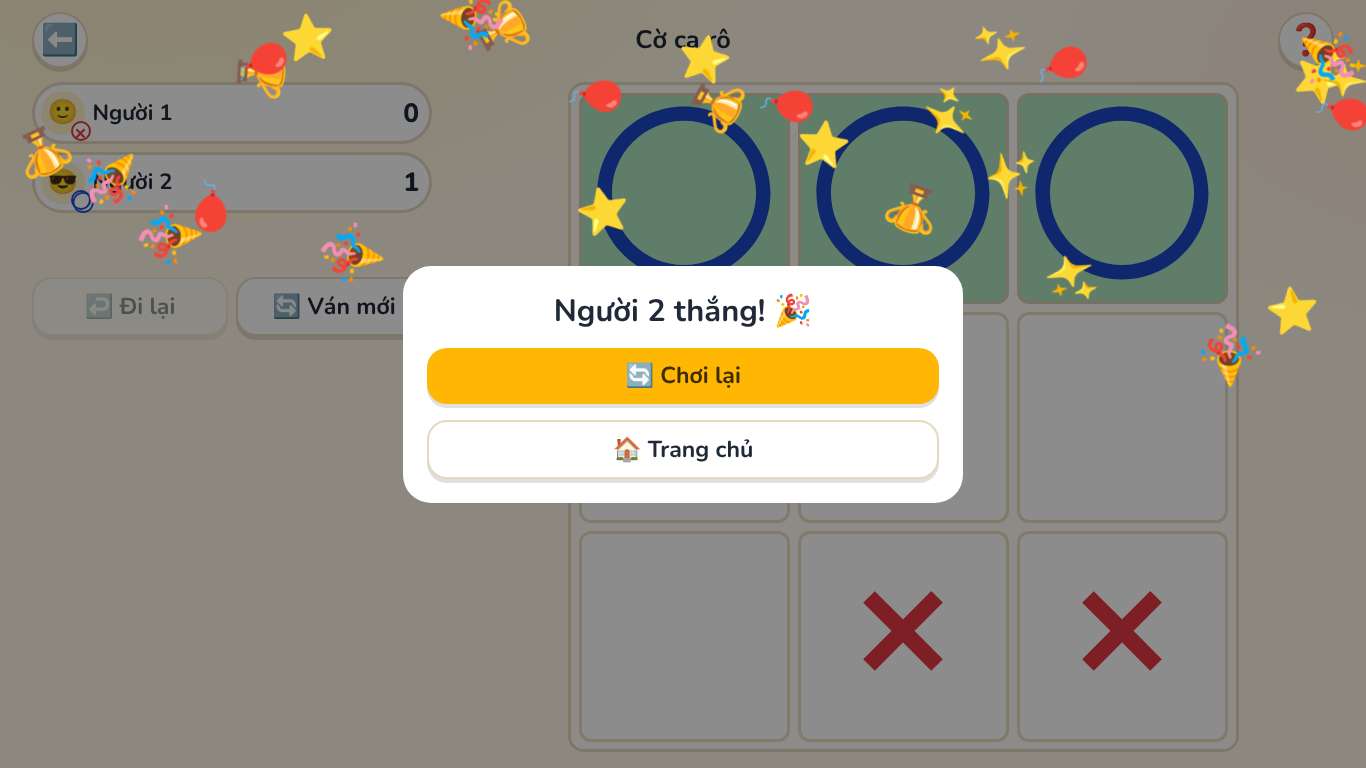 Cờ ca rô
Người 1
0
Người 2
1
Đi lại
Ván mới
Người 2 thắng!
Chơi lại
Trang chủ